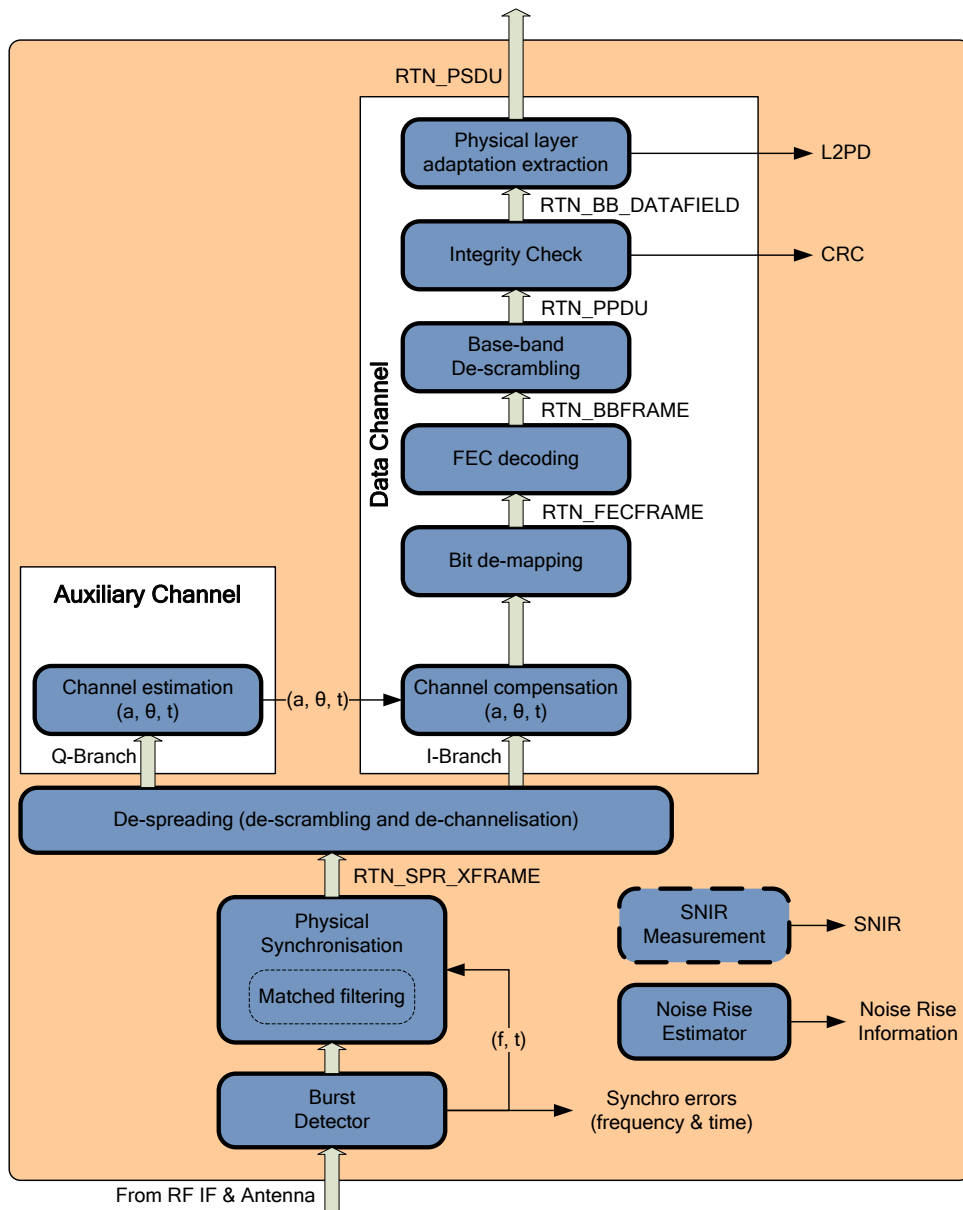 RTN_PSDU
Physical layer
adaptation extraction
L2PD
RTN_BB_DATAFIELD
Integrity Check
CRC
RTN_PPDU
Base-band
De-scrambling
RTN_BBFRAME
Data Channel
FEC decoding
RTN_FECFRAME
Bit de-mapping
Auxiliary Channel
Channel estimation
(a, θ, t)
(a, θ, t)
Channel compensation
(a, θ, t)
Q-Branch
I-Branch
De-spreading (de-scrambling and de-channelisation)
RTN_SPR_XFRAME
Physical
Synchronisation
Matched filtering
SNIR
Measurement
SNIR
(f, t)
Noise Rise
Estimator
Noise Rise
Information
Burst
Detector
Synchro errors
(frequency & time)
From RF IF & Antenna